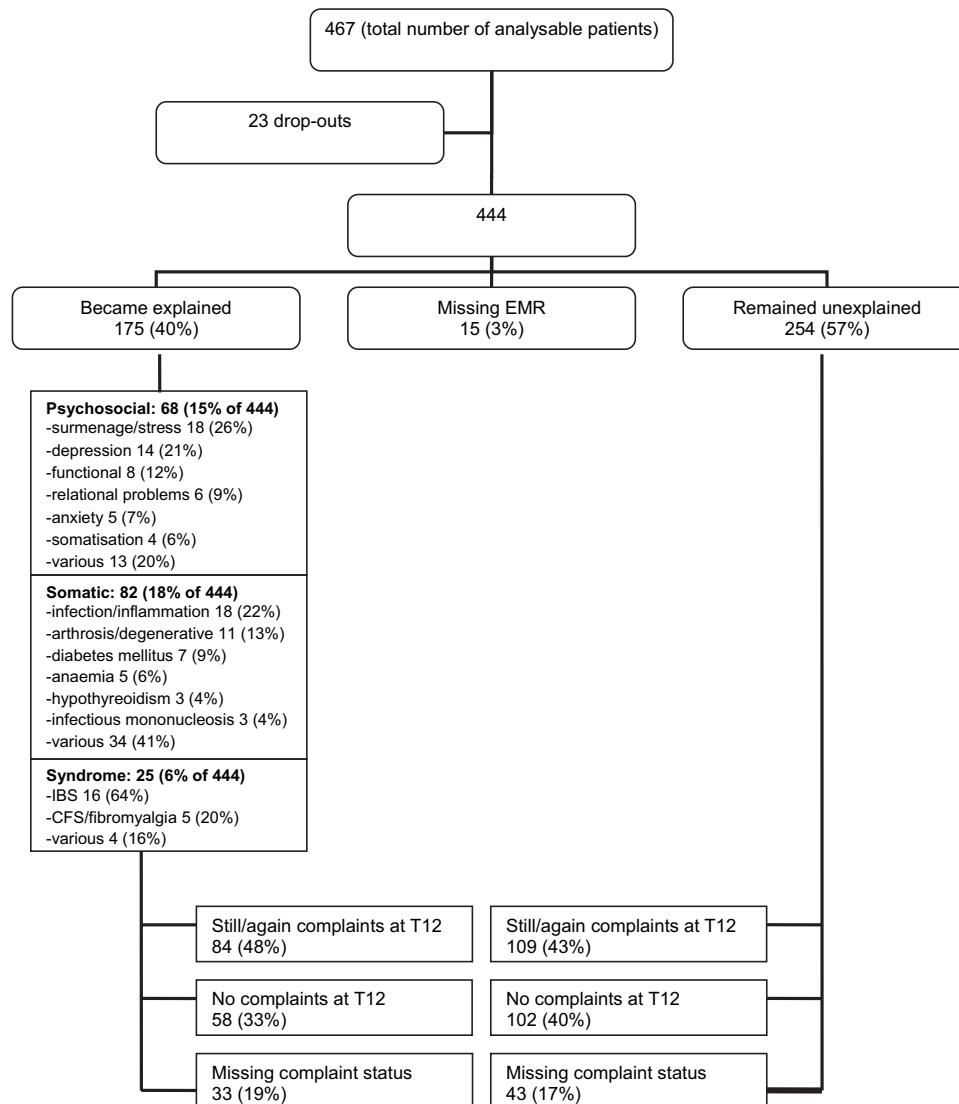 467 (total number of analysable patients)
23 drop-outs
444
Became explained
175 (40%)
Missing EMR
15 (3%)
Remained unexplained
254 (57%)
Psychosocial: 68 (15% of 444)
-surmenage/stress 18 (26%)
-depression 14 (21%)
-functional 8 (12%)
-relational problems 6 (9%)
-anxiety 5 (7%)
-somatisation 4 (6%)
-various 13 (20%)
Somatic: 82 (18% of 444)
-infection/inflammation 18 (22%)
-arthrosis/degenerative 11 (13%)
-diabetes mellitus 7 (9%)
-anaemia 5 (6%)
-hypothyreoidism 3 (4%)
-infectious mononucleosis 3 (4%)
-various 34 (41%)
Syndrome: 25 (6% of 444)
-IBS 16 (64%)
-CFS/fibromyalgia 5 (20%)
-various 4 (16%)
Still/again complaints at T12
84 (48%)
Still/again complaints at T12
109 (43%)
No complaints at T12
58 (33%)
No complaints at T12
102 (40%)
Missing complaint status
33 (19%)
Missing complaint status
43 (17%)